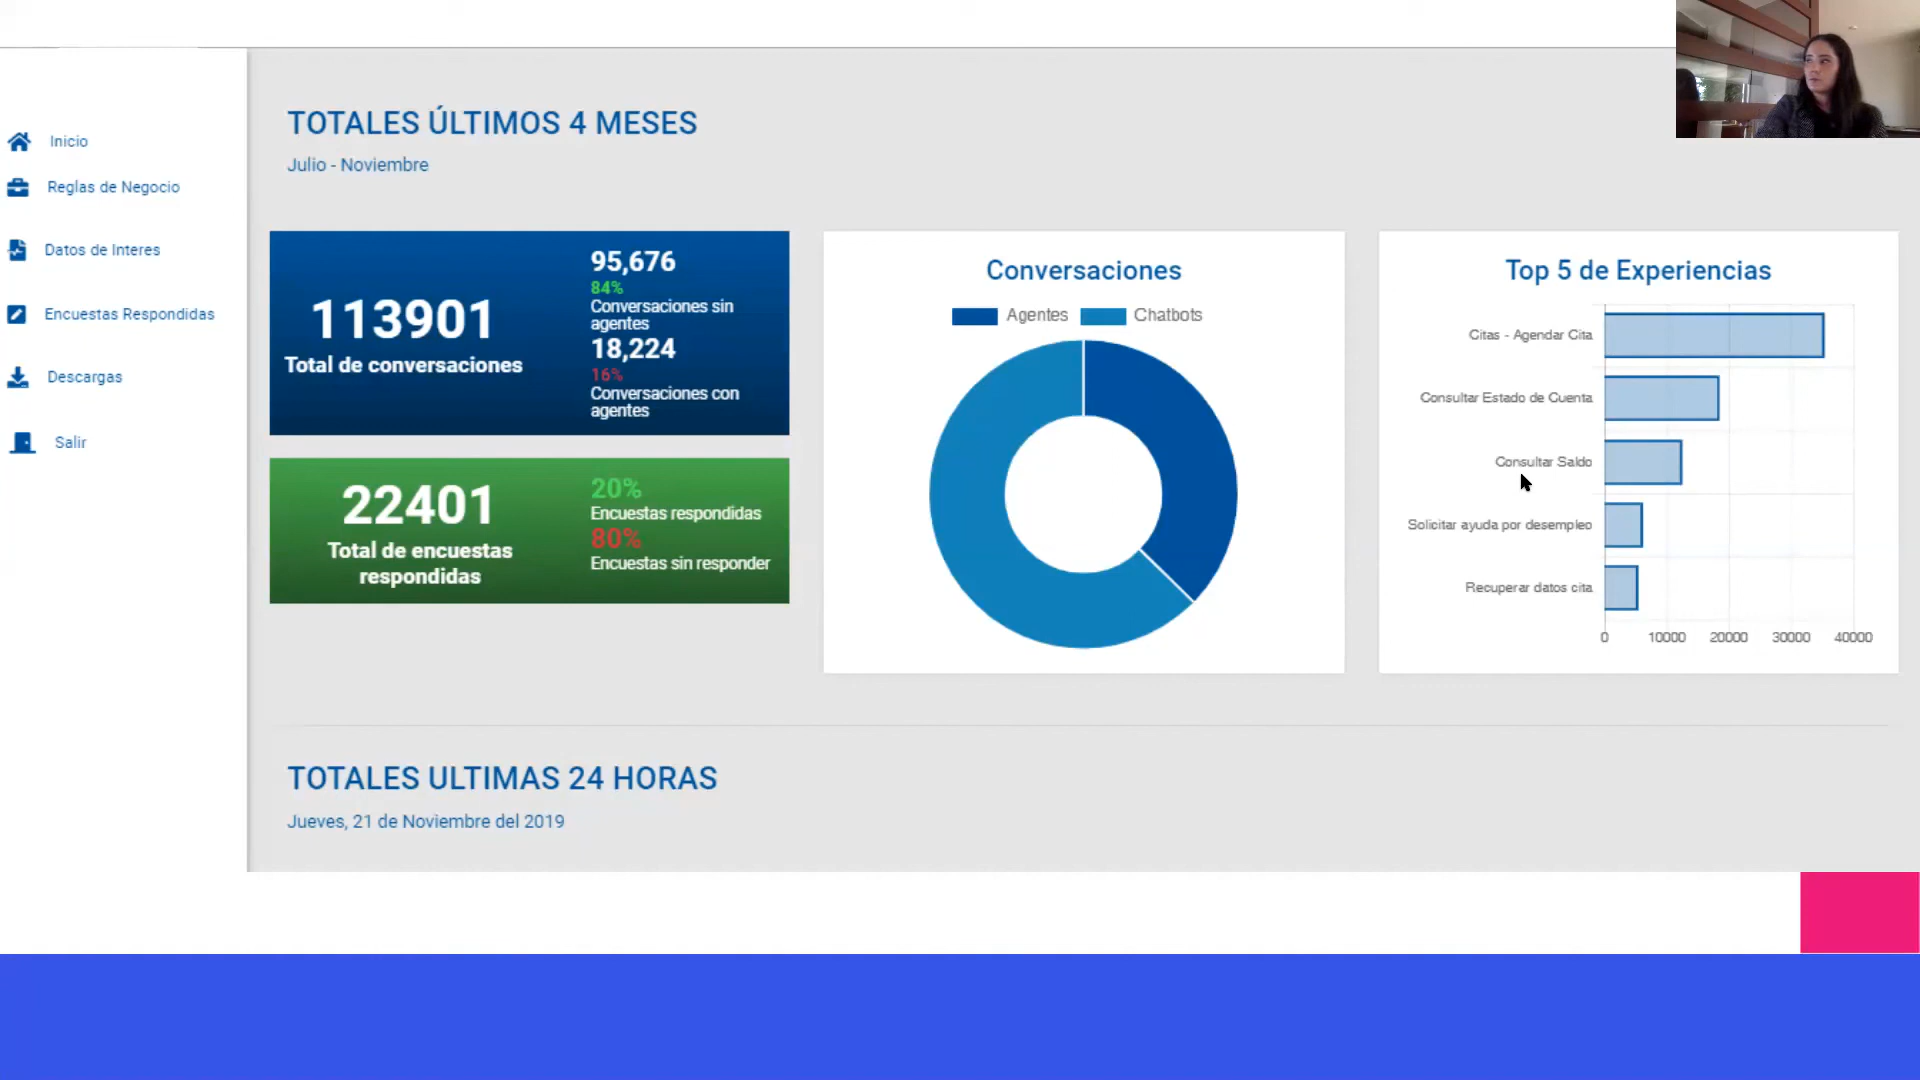 Inicio
Reglas de Negocio
Datos de Interes
Encuestas Respondidas
Descargas
Salir
TOTALES ÚLTIMOS 4 MESES
Julio - Noviembre
113901
Total de conversaciones
95,676
84%
Conversaciones sin
agentes
18,224
16%
Conversaciones con
agentes
22401
Total de encuestas
respondidas
20%
Encuestas respondidas
80%
Encuestas sin responder
Conversaciones
Agentes
Chatbots
Top 5 de Experiencias
Citas - Agendar Cita
Consultar Estado de Cuenta
Consultar Saldo
Solicitar ayuda por desempleo
Recuperar datos cita
0 10000 20000 30000 40000
TOTALES ULTIMAS 24 HORAS
Jueves, 21 de Noviembre del 2019